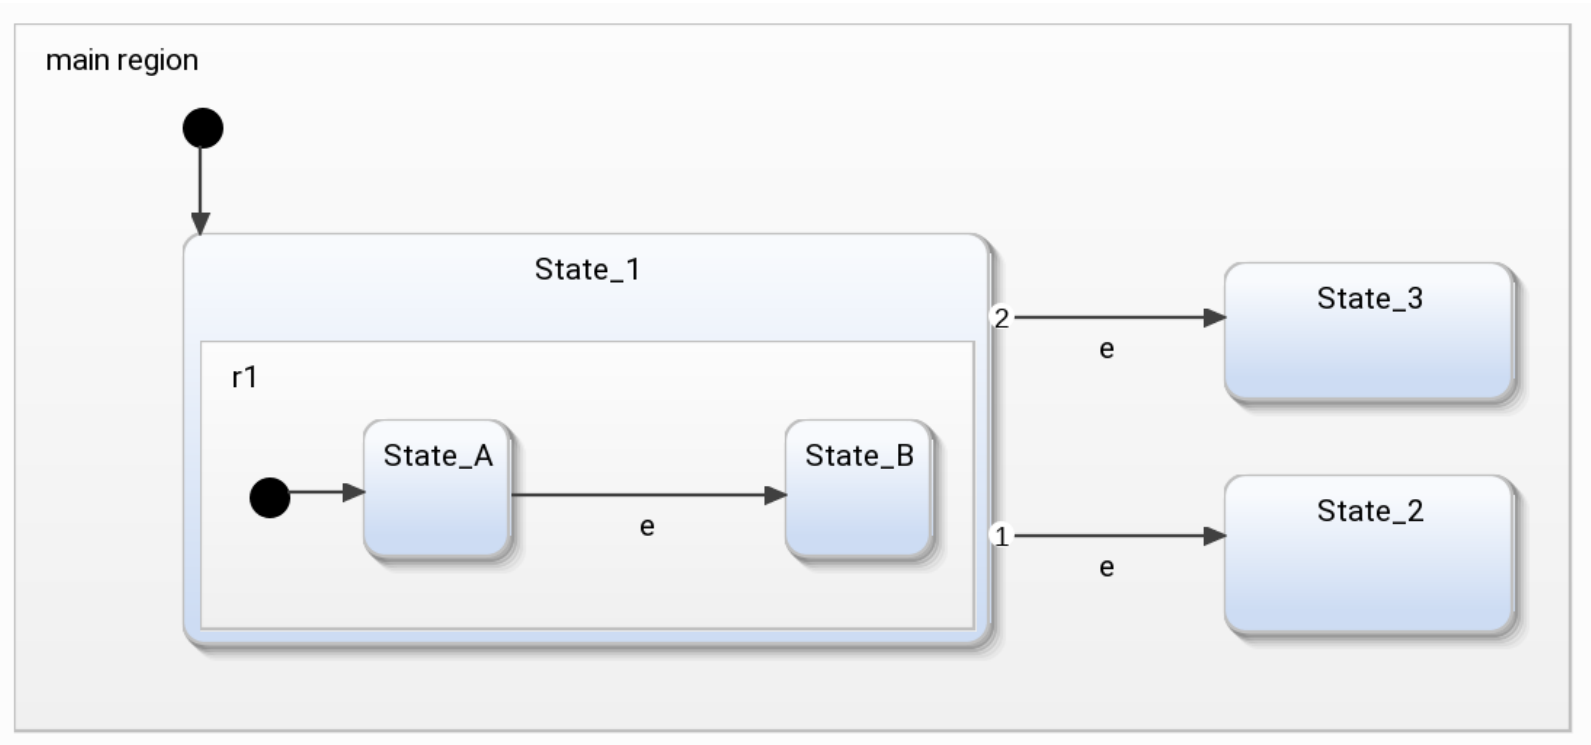 main region
State_1
2
State_3
e
r1
State_A
State_B
e
1
State_2
e